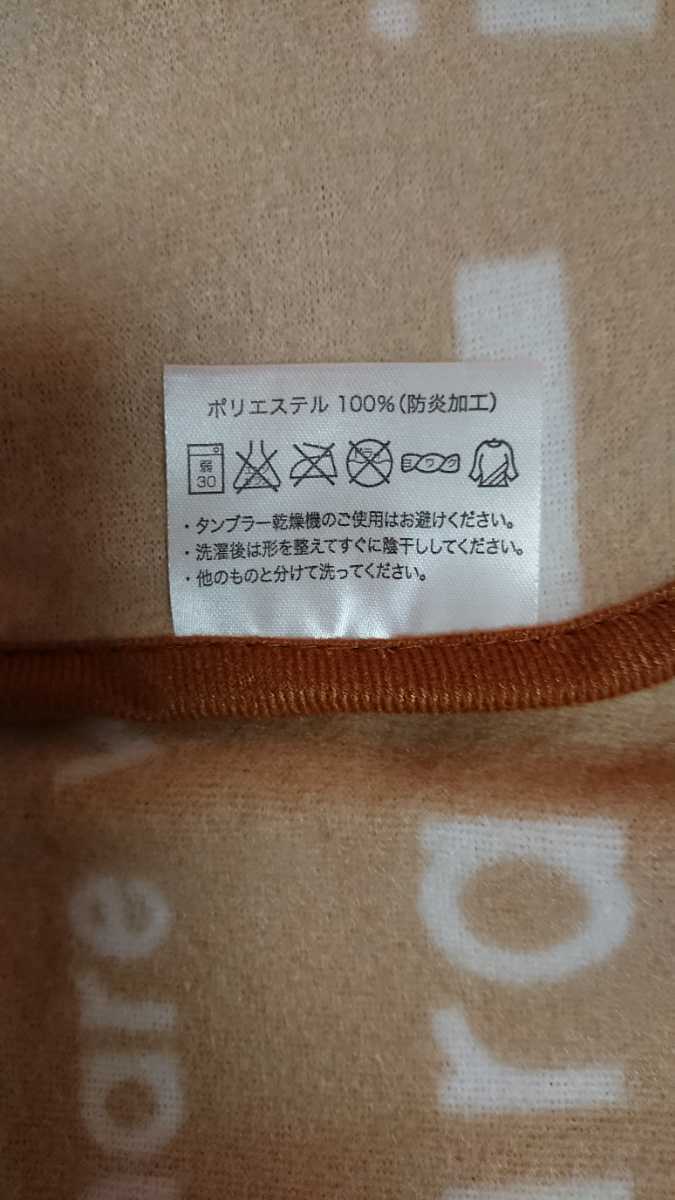 ポリエステル 100%(防炎加工)
弱
30
・タンブラー乾燥機のご使用はお避けください。
・洗濯後は形を整えてすぐに陰干ししてください。
・他のものと分けて洗ってください。
are
ra